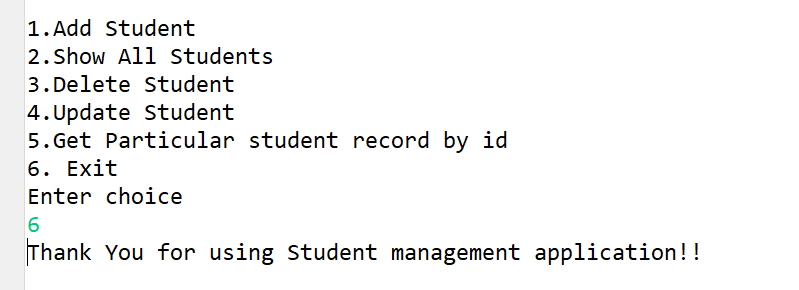 1.Add Student
2.Show All Students
3.Delete Student
4.Update Student
5.Get Particular student record by id
6. Exit
Enter choice
6
Thank You for using Student management application!!